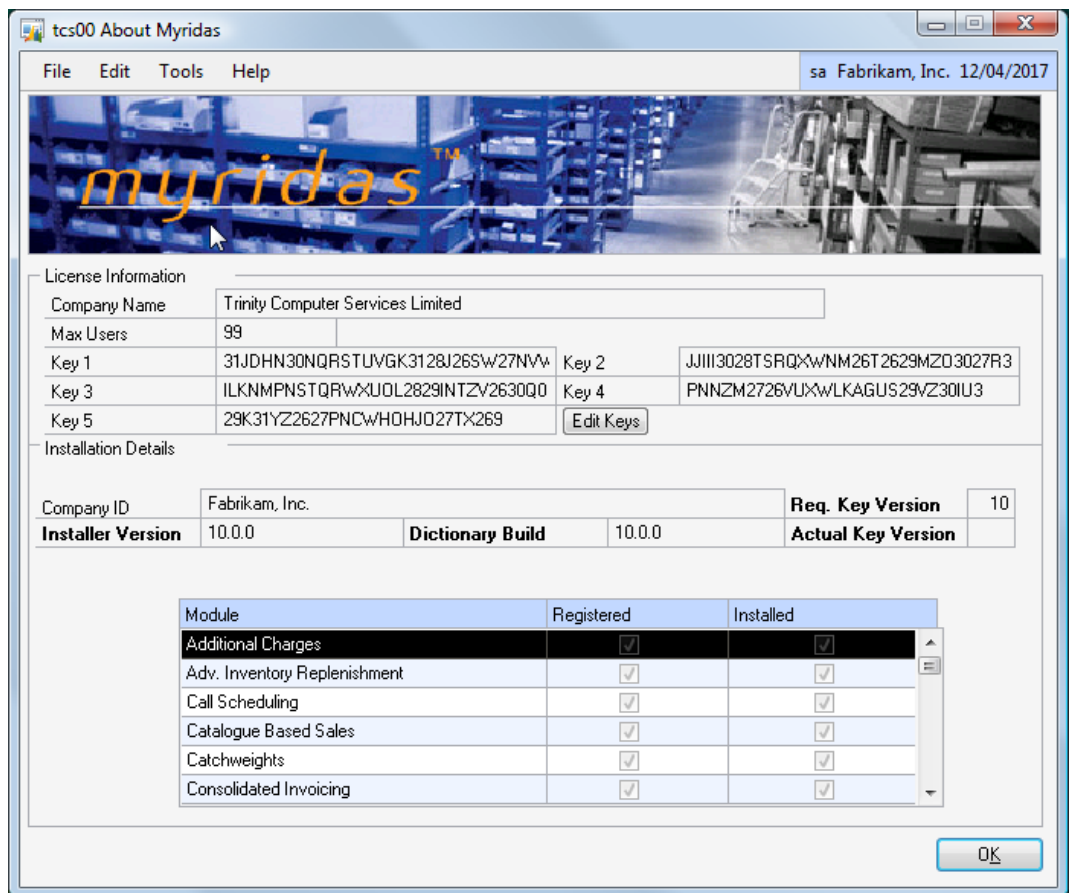 tcs00 About Myridas
File Edit Tools Help sa Fabrikam, Inc. 12/04/2017
myridas TM
License Information
Company Name Trinity Computer Services Limited
Max Users 99
Key 1 31JDHN30NQRSTUVGK3128J26SW27NVW Key 2 JJIII3028TSRQXWNM26T2629MZO3027R3
Key 3 ILKNMPNSTQRWXUOL2829INTZV2630Q0 Key 4 PNNZM2726VUXWLKAGUS29VZ30IU3
Key 5 29K31YZ2627PNCWHOHJO27TX269 Edit Keys
Installation Details
Company ID Fabrikam, Inc. Req. Key Version 10
Installer Version 10.0.0 Dictionary Build 10.0.0 Actual Key Version
Module Registered Installed
Additional Charges
Adv. Inventory Replenishment
Call Scheduling
Catalogue Based Sales
Catchweights
Consolidated Invoicing
OK